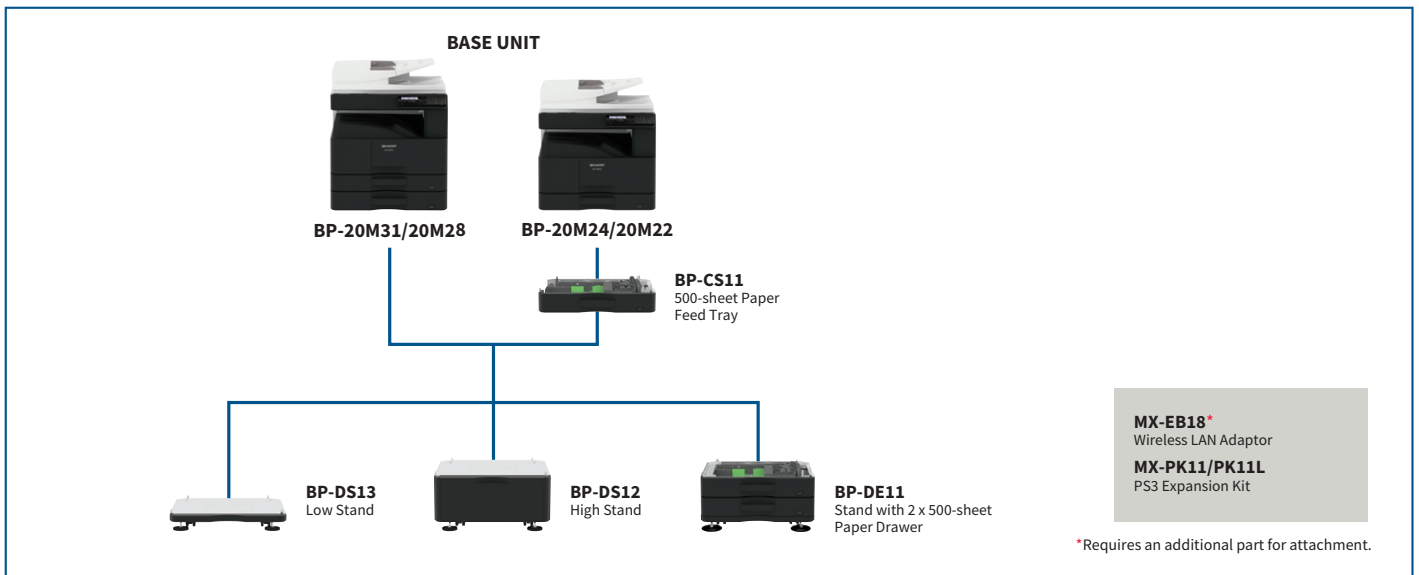 BASE UNIT
BP-20M31/20M28
BP-20M24/20M22
BP-CS11
500-sheet Paper
Feed Tray
BP-DS13
Low Stand
BP-DS12
High Stand
BP-DE11
Stand with 2 x 500-sheet
Paper Drawer
MX-EB18*
Wireless LAN Adaptor
MX-PK11/PK11L
PS3 Expansion Kit
*Requires an additional part for attachment.